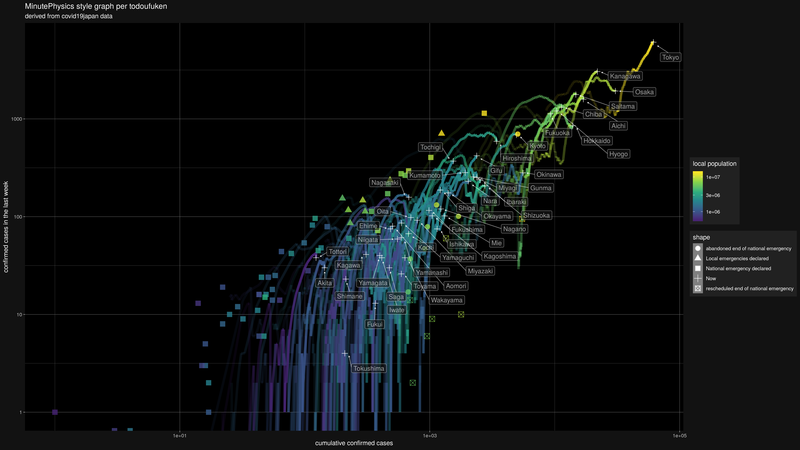 MinutePhysics style graph per todoufuken
derived from covid19japan data
Tokyo
Kanagawa
Osaka
Saitama
Chiba
Aichi
Fukuoka
Hokkaido
Kyoto
Hyogo
Tochigi
Hiroshima
Gifu
Okinawa
Kumamoto
Nagasaki
Miyagi
Gunma
Nara
Ibaraki
Shiga
Oita
Okayama
Shizuoka
Ehime
Fukushima
Nagano
Niigata
Kochi
Ishikawa
Mie
Tottori
Yamaguchi
Kagoshima
Kagawa
Yamanashi
Miyazaki
Akita
Yamagata
Toyama
Aomori
Shimane
Saga
Wakayama
Iwate
Fukui
Tokushima
1000
100
10
1
confirmed cases in the last week
1e+01
1e+03
1e+05
cumulative confirmed cases
local population
1e+07
3e+06
1e+06
shape
abandoned end of national emergency
Local emergencies declared
National emergency declared
Now
rescheduled end of national emergency